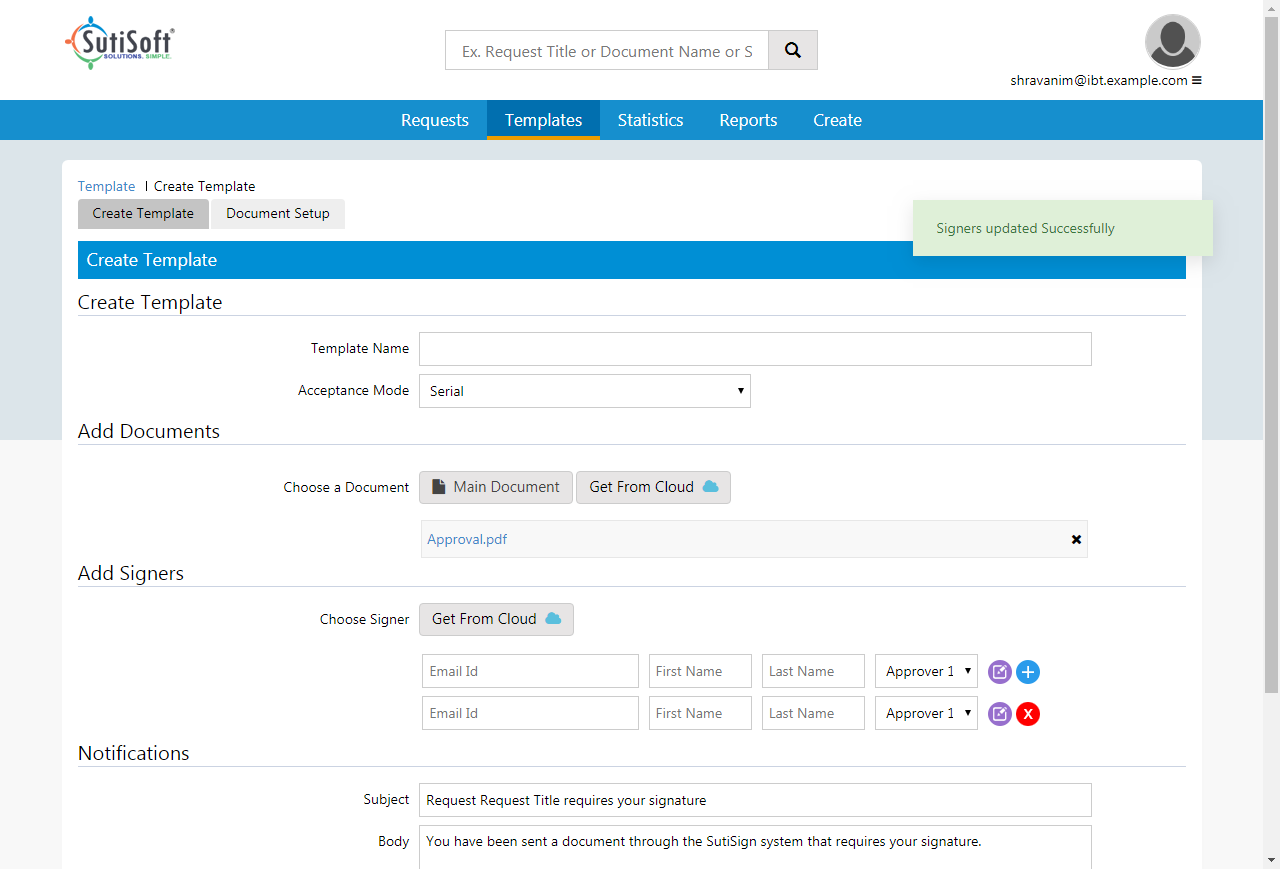 SutiSoft®
SOLUTIONS. SIMPLE.
Ex. Request Title or Document Name or S
shravanim@ibt.example.com
Requests Templates Statistics Reports Create
Template | Create Template
Create Template Document Setup
Signers updated Successfully
Create Template
Create Template
Template Name
Acceptance Mode Serial
Add Documents
Choose a Document Main Document Get From Cloud
Approval.pdf
Add Signers
Choose Signer Get From Cloud
Email Id First Name Last Name Approver 1
Email Id First Name Last Name Approver 1 X
Notifications
Subject Request Request Title requires your signature
Body You have been sent a document through the SutiSign system that requires your signature.